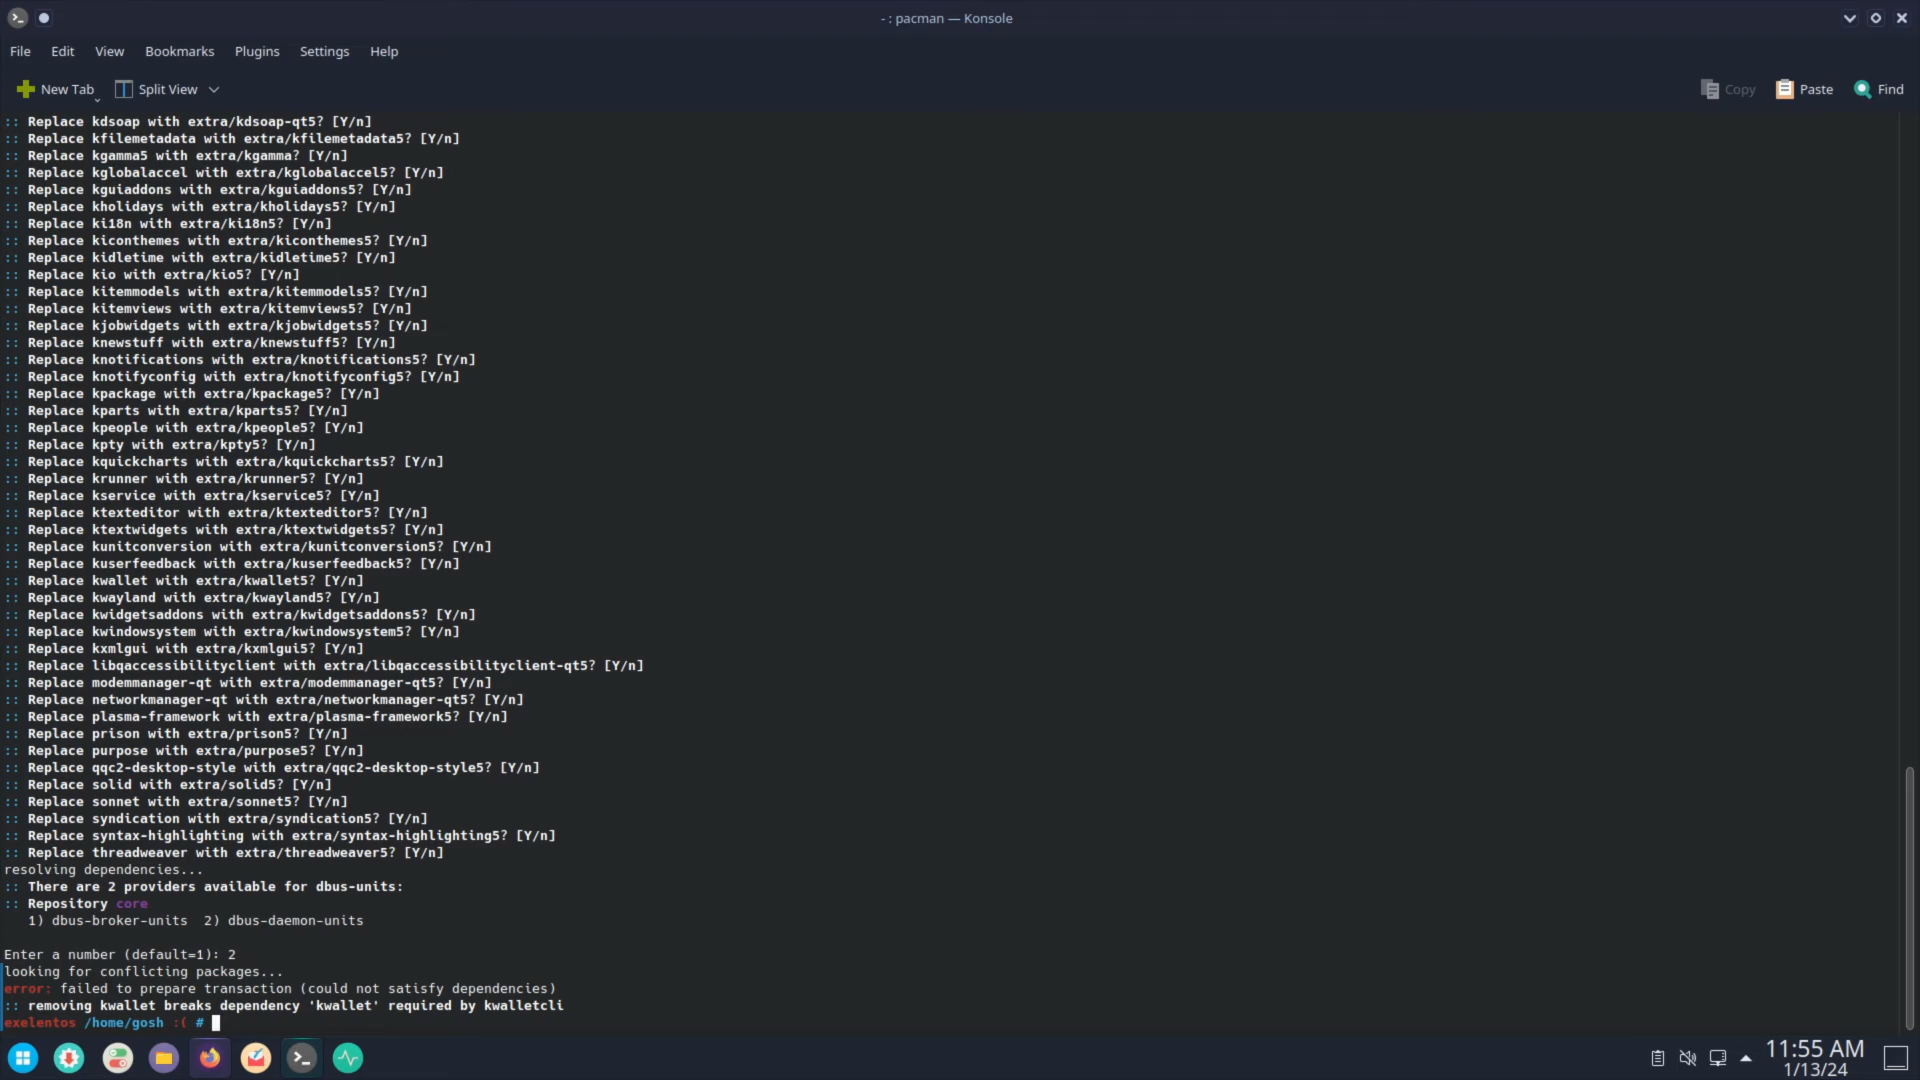 - : pacman — Konsole
File Edit View Bookmarks Plugins Settings Help
New Tab Split View Copy Paste Find
:: Replace kdsoap with extra/kdsoap-qt5? [Y/n]
:: Replace kfilemetadata with extra/kfilemetadata5? [Y/n]
:: Replace kgamma5 with extra/kgamma? [Y/n]
:: Replace kglobalaccel with extra/kglobalaccel5? [Y/n]
:: Replace kguiaddons with extra/kguiaddons5? [Y/n]
:: Replace kholidays with extra/kholidays5? [Y/n]
:: Replace ki18n with extra/ki18n5? [Y/n]
:: Replace kiconthemes with extra/kiconthemes5? [Y/n]
:: Replace kidletime with extra/kidletime5? [Y/n]
:: Replace kio with extra/kio5? [Y/n]
:: Replace kitemmodels with extra/kitemmodels5? [Y/n]
:: Replace kitemviews with extra/kitemviews5? [Y/n]
:: Replace kjobwidgets with extra/kjobwidgets5? [Y/n]
:: Replace knewstuff with extra/knewstuff5? [Y/n]
:: Replace knotifications with extra/knotifications5? [Y/n]
:: Replace knotifyconfig with extra/knotifyconfig5? [Y/n]
:: Replace kpackage with extra/kpackage5? [Y/n]
:: Replace kparts with extra/kparts5? [Y/n]
:: Replace kpeople with extra/kpeople5? [Y/n]
:: Replace kpty with extra/kpty5? [Y/n]
:: Replace kquickcharts with extra/kquickcharts5? [Y/n]
:: Replace krunner with extra/krunner5? [Y/n]
:: Replace kservice with extra/kservice5? [Y/n]
:: Replace ktexteditor with extra/ktexteditor5? [Y/n]
:: Replace ktextwidgets with extra/ktextwidgets5? [Y/n]
:: Replace kunitconversion with extra/kunitconversion5? [Y/n]
:: Replace kuserfeedback with extra/kuserfeedback5? [Y/n]
:: Replace kwallet with extra/kwallet5? [Y/n]
:: Replace kwayland with extra/kwayland5? [Y/n]
:: Replace kwidgetsaddons with extra/kwidgetsaddons5? [Y/n]
:: Replace kwindowsystem with extra/kwindowsystem5? [Y/n]
:: Replace kxmlgui with extra/kxmlgui5? [Y/n]
:: Replace libqaccessibilityclient with extra/libqaccessibilityclient-qt5? [Y/n]
:: Replace modemmanager-qt with extra/modemmanager-qt5? [Y/n]
:: Replace networkmanager-qt with extra/networkmanager-qt5? [Y/n]
:: Replace plasma-framework with extra/plasma-framework5? [Y/n]
:: Replace prison with extra/prison5? [Y/n]
:: Replace purpose with extra/purpose5? [Y/n]
:: Replace qqc2-desktop-style with extra/qqc2-desktop-style5? [Y/n]
:: Replace solid with extra/solid5? [Y/n]
:: Replace sonnet with extra/sonnet5? [Y/n]
:: Replace syndication with extra/syndication5? [Y/n]
:: Replace syntax-highlighting with extra/syntax-highlighting5? [Y/n]
:: Replace threadweaver with extra/threadweaver5? [Y/n]
resolving dependencies...
:: There are 2 providers available for dbus-units:
:: Repository core
1) dbus-broker-units 2) dbus-daemon-units
Enter a number (default=1): 2
looking for conflicting packages...
error: failed to prepare transaction (could not satisfy dependencies)
:: removing kwallet breaks dependency 'kwallet' required by kwalletcli
exelentos /home/gosh :( #
11:55 AM
1/13/24